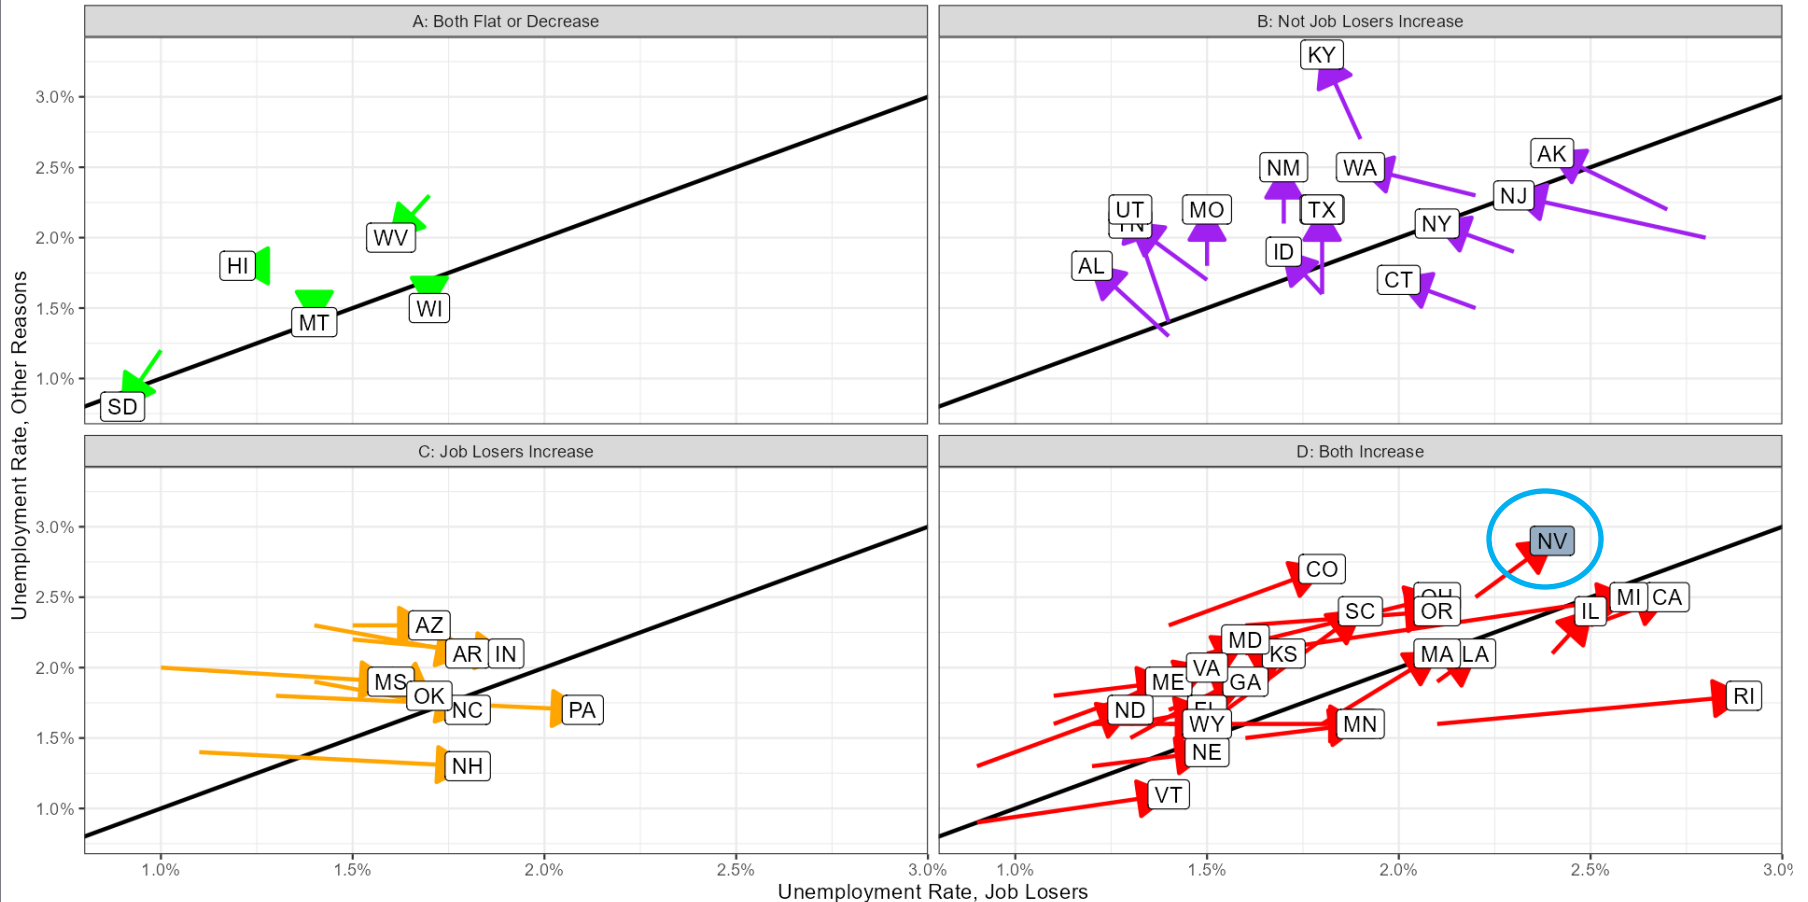 A: Both Flat or Decrease
B: Not Job Losers Increase
KY
3.0%
2.5%
2.0%
1.5%
1.0%
WV
HI
WI
MT
SD
AK
NM
WA
NJ
UT
MO
TX
TN
NY
ID
AL
CT
Unemployment Rate, Other Reasons
C: Job Losers Increase
D: Both Increase
3.0%
2.5%
2.0%
1.5%
1.0%
AZ
AR
IN
MS
OK
NC
PA
NH
NV
CO
OH
MI
CA
SC
OR
IL
MD
KS
MA
LA
VA
ME
GA
RI
ND
FL
WY
MN
NE
VT
1.0%
1.5%
2.0%
2.5%
3.0%
1.0%
1.5%
2.0%
2.5%
3.0%
Unemployment Rate, Job Losers